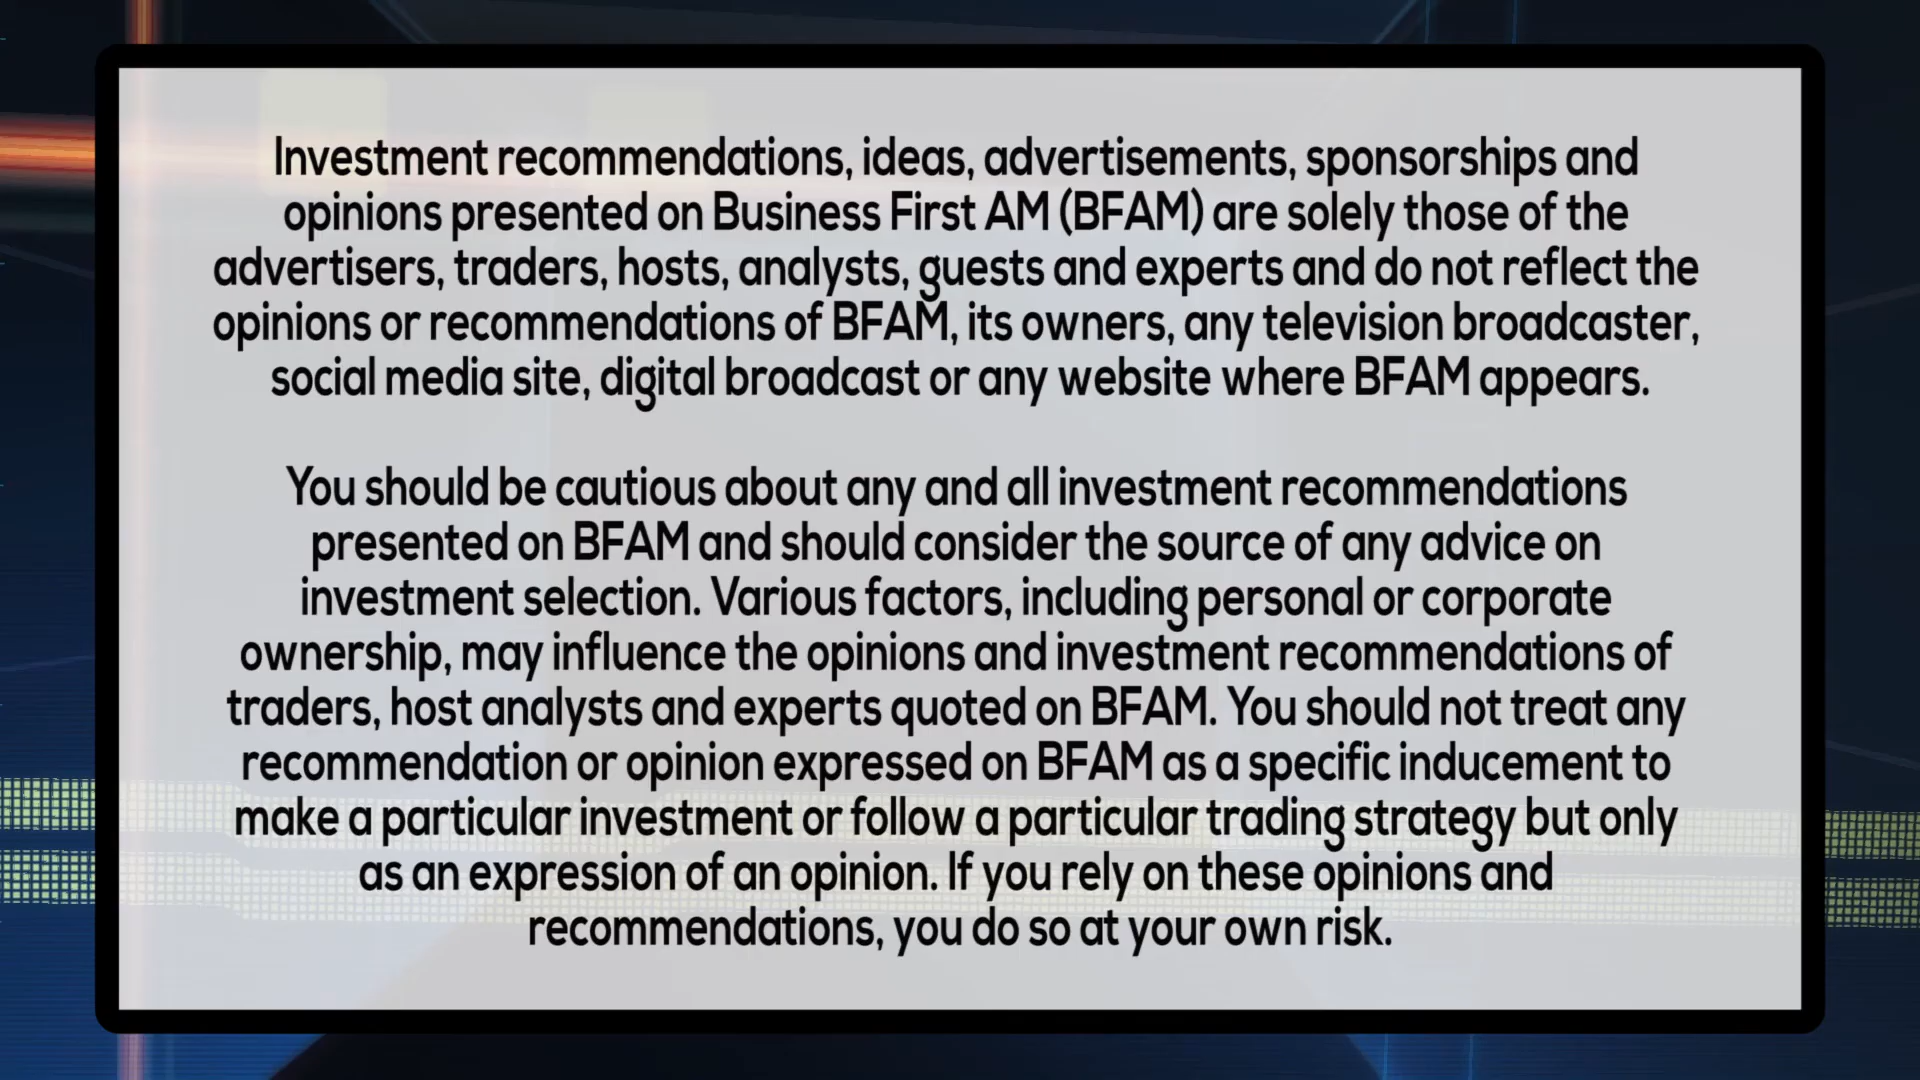 Investment recommendations, ideas, advertisements, sponsorships and
opinions presented on Business First AM (BFAM) are solely those of the
advertisers, traders, hosts, analysts, guests and experts and do not reflect the
opinions or recommendations of BFAM, its owners, any television broadcaster,
social media site, digital broadcast or any website where BFAM appears.
You should be cautious about any and all investment recommendations
presented on BFAM and should consider the source of any advice on
investment selection. Various factors, including personal or corporate
ownership, may influence the opinions and investment recommendations of
traders, host analysts and experts quoted on BFAM. You should not treat any
recommendation or opinion expressed on BFAM as a specific inducement to
make a particular investment or follow a particular trading strategy but only
as an expression of an opinion. If you rely on these opinions and
recommendations, you do so at your own risk.